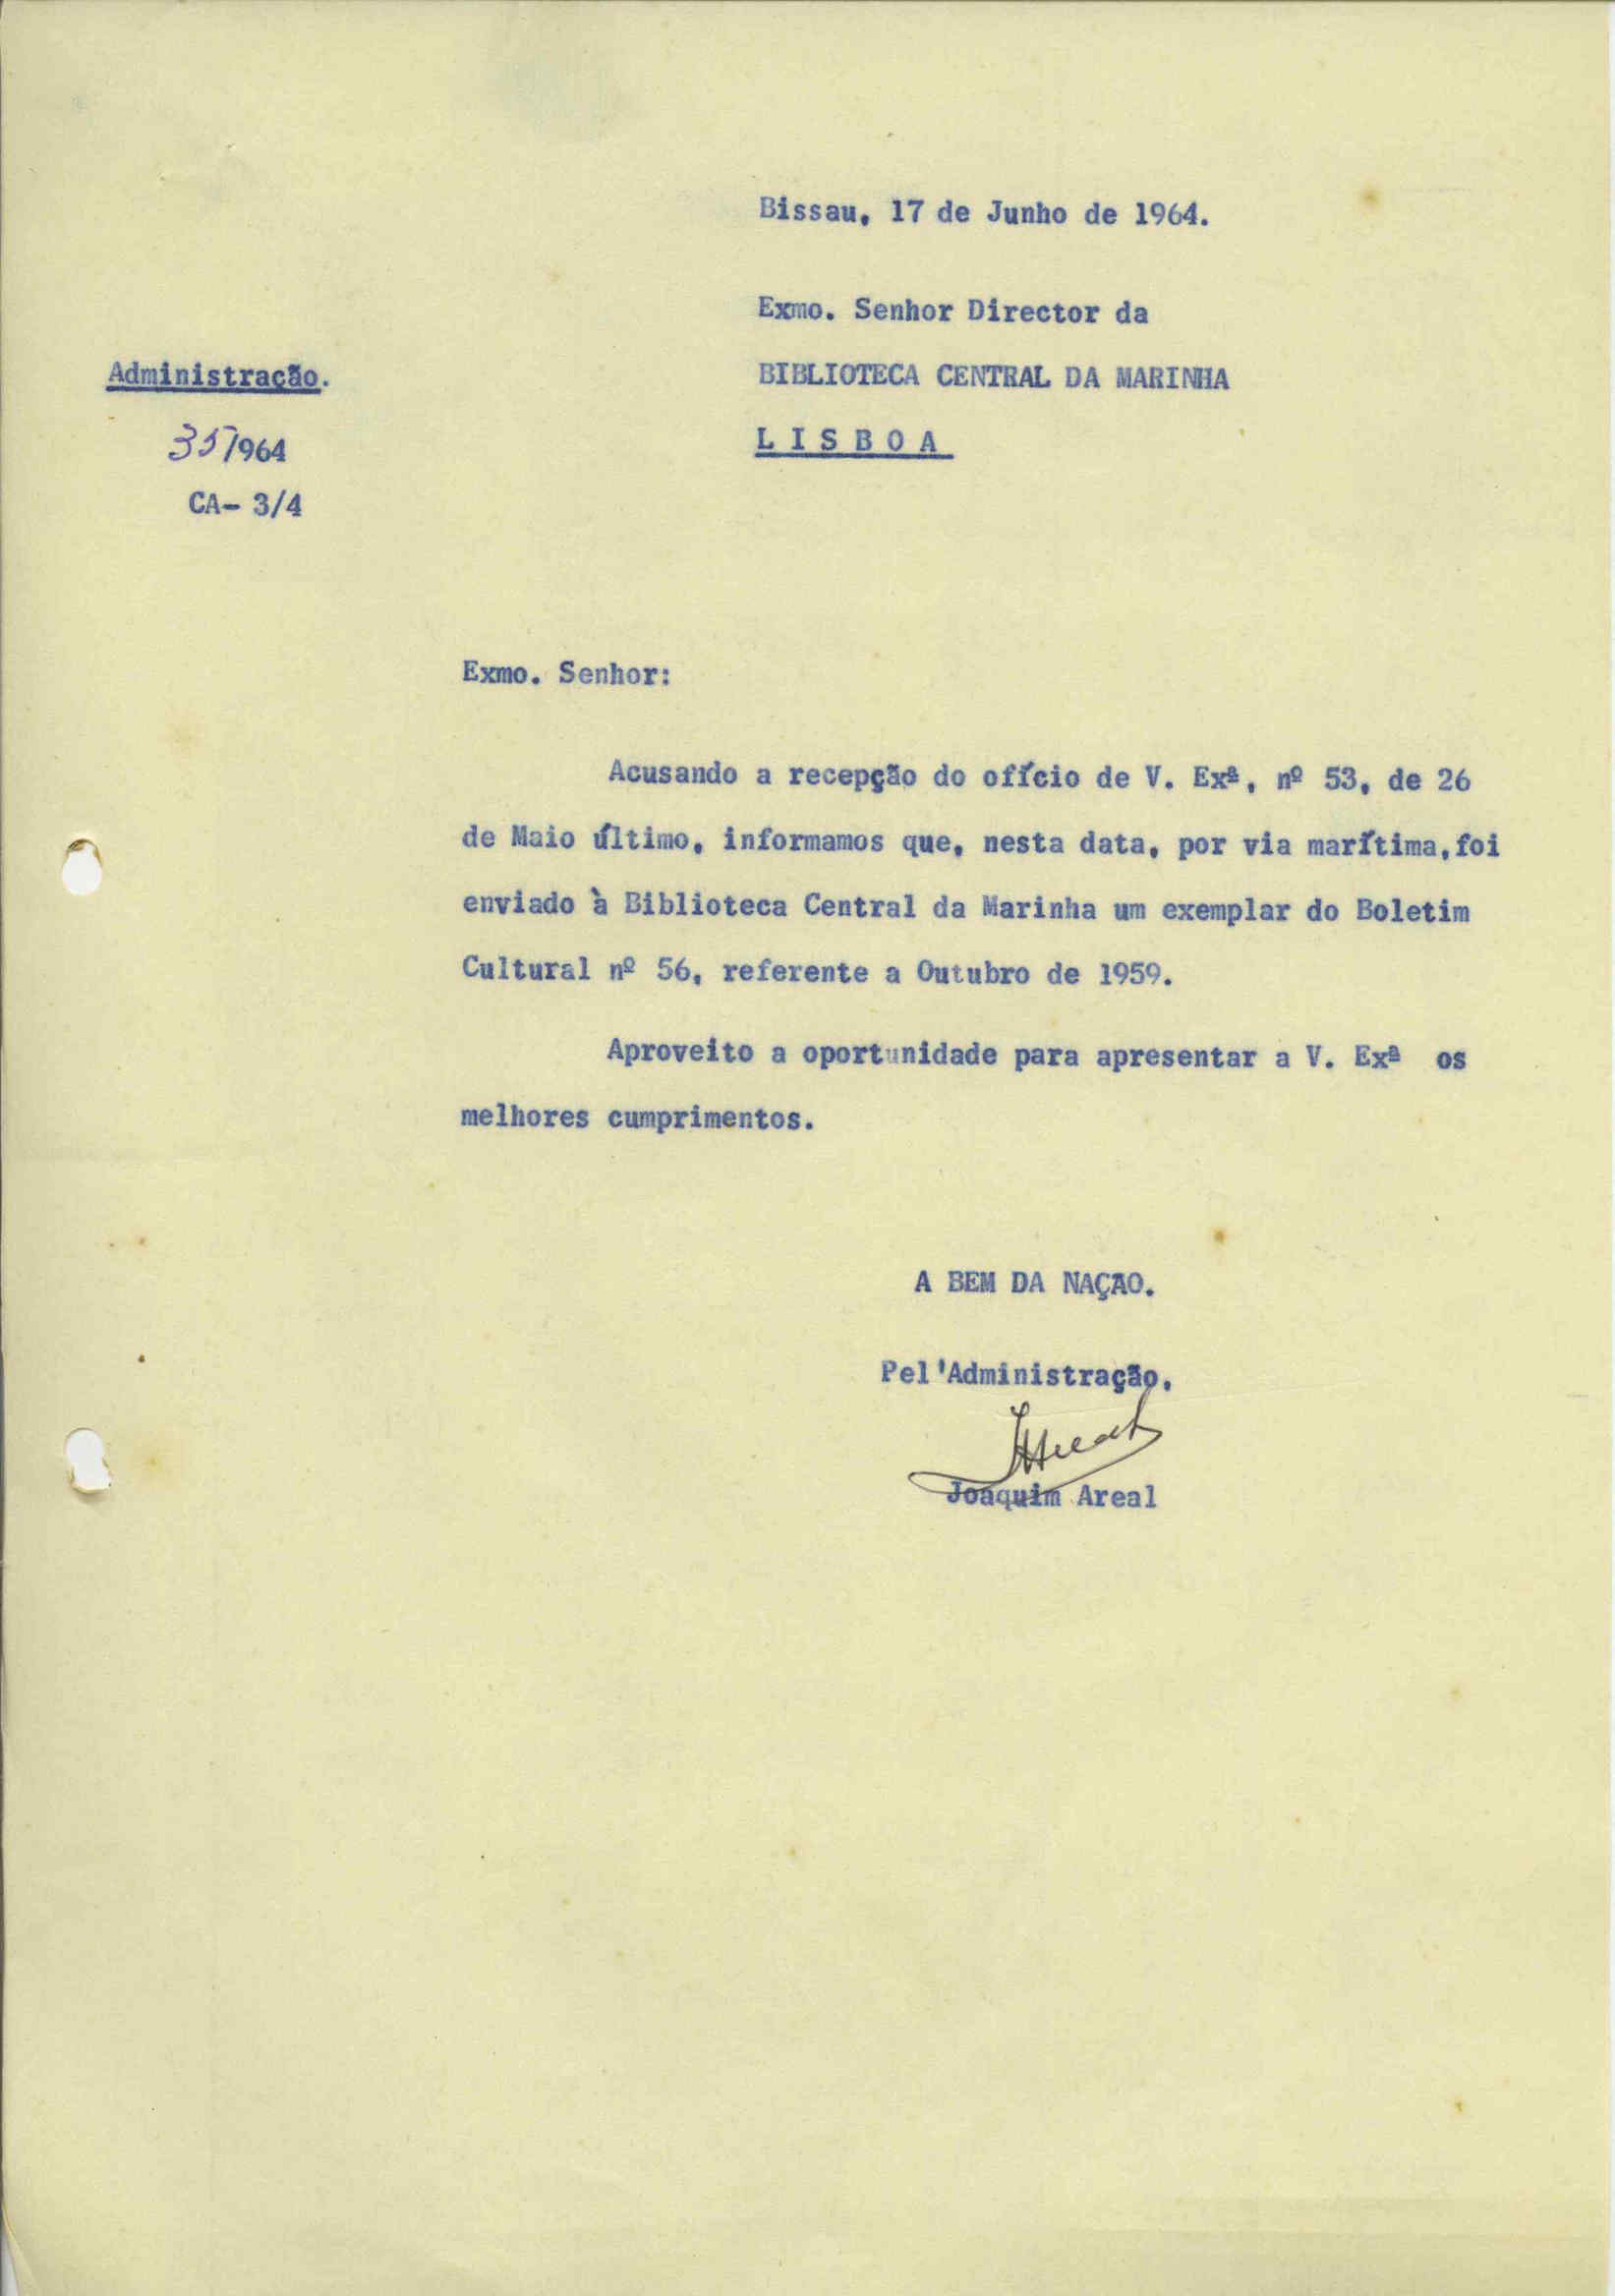 Bissau, 17 de Junho de 1964.
Exmo. Senhor Director da
Administração.
BIBLIOTECA CENTRAL DA MARINHA
35/964
LISBOA
CA- 3/4
Exmo. Senhor:
Acusando a recepção do ofício de V. Exª, nº 53, de 26
de Maio último, informamos que, nesta data, por via marítima,foi
enviado à Biblioteca Central da Marinha um exemplar do Boletim
Cultural nº 56, referente a Outubro de 1959.
Aproveito a oportunidade para apresentar a V. Exª os
melhores cumprimentos.
A BEM DA NAÇÃO.
Pel'Administração,
JAreal
Joaquim Areal